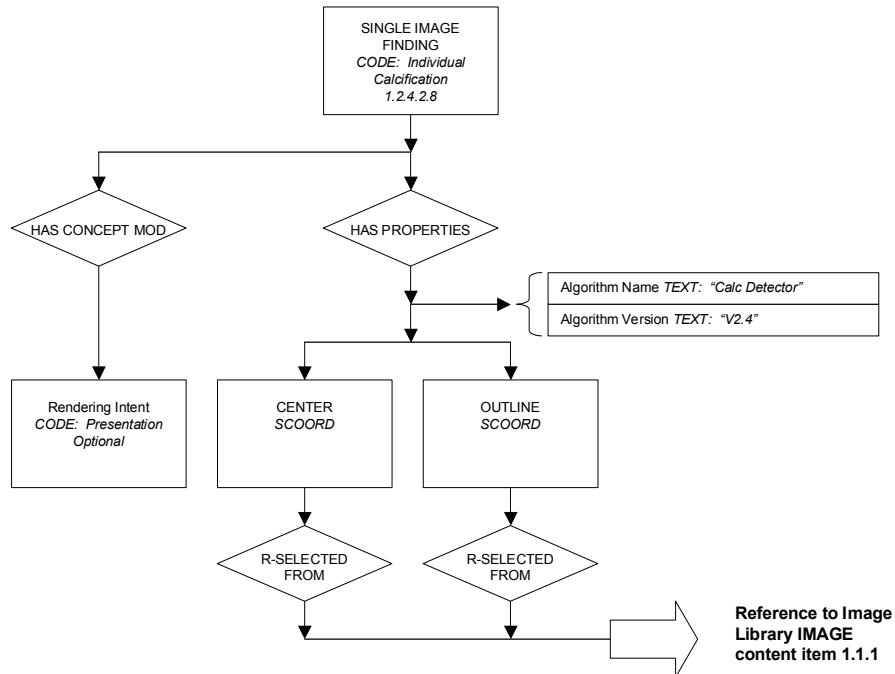 SINGLE IMAGE
FINDING
CODE: Individual
Calcification
1.2.4.2.8
HAS CONCEPT MOD
HAS PROPERTIES
Algorithm Name TEXT: “Calc Detector”
Algorithm Version TEXT: “V2.4”
Rendering Intent
CODE: Presentation
Optional
CENTER
SCOORD
OUTLINE
SCOORD
R-SELECTED
FROM
R-SELECTED
FROM
Reference to Image
Library IMAGE
content item 1.1.1